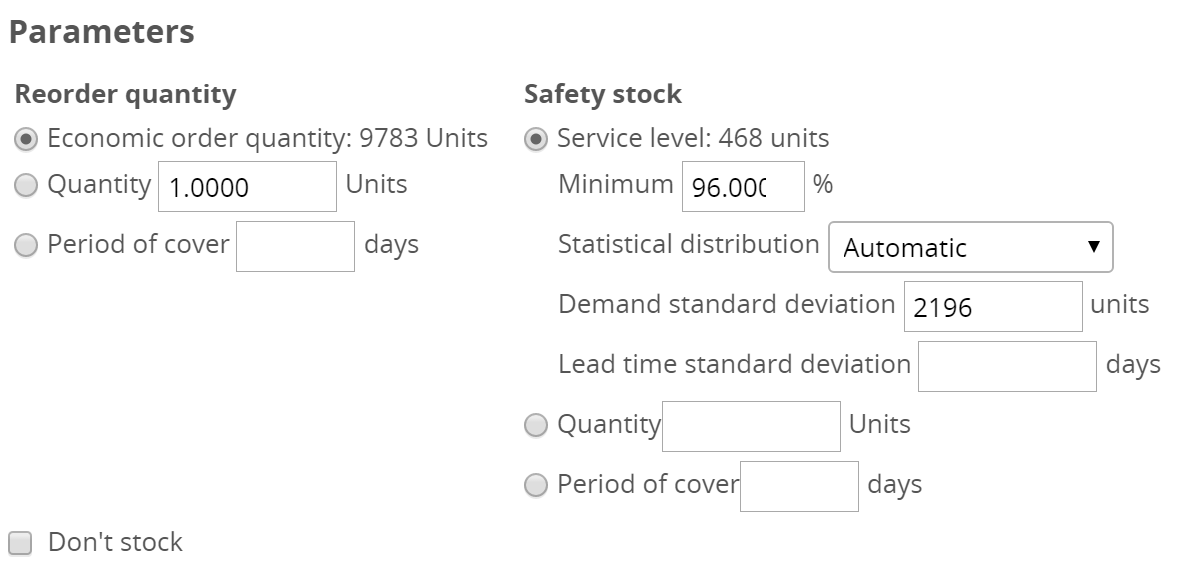 Parameters
Reorder quantity
Economic order quantity: 9783 Units
Quantity 1.0000 Units
Period of cover days
Safety stock
Service level: 468 units
Minimum 96.000 %
Statistical distribution Automatic
Demand standard deviation 2196 units
Lead time standard deviation days
Quantity Units
Period of cover days
Don't stock